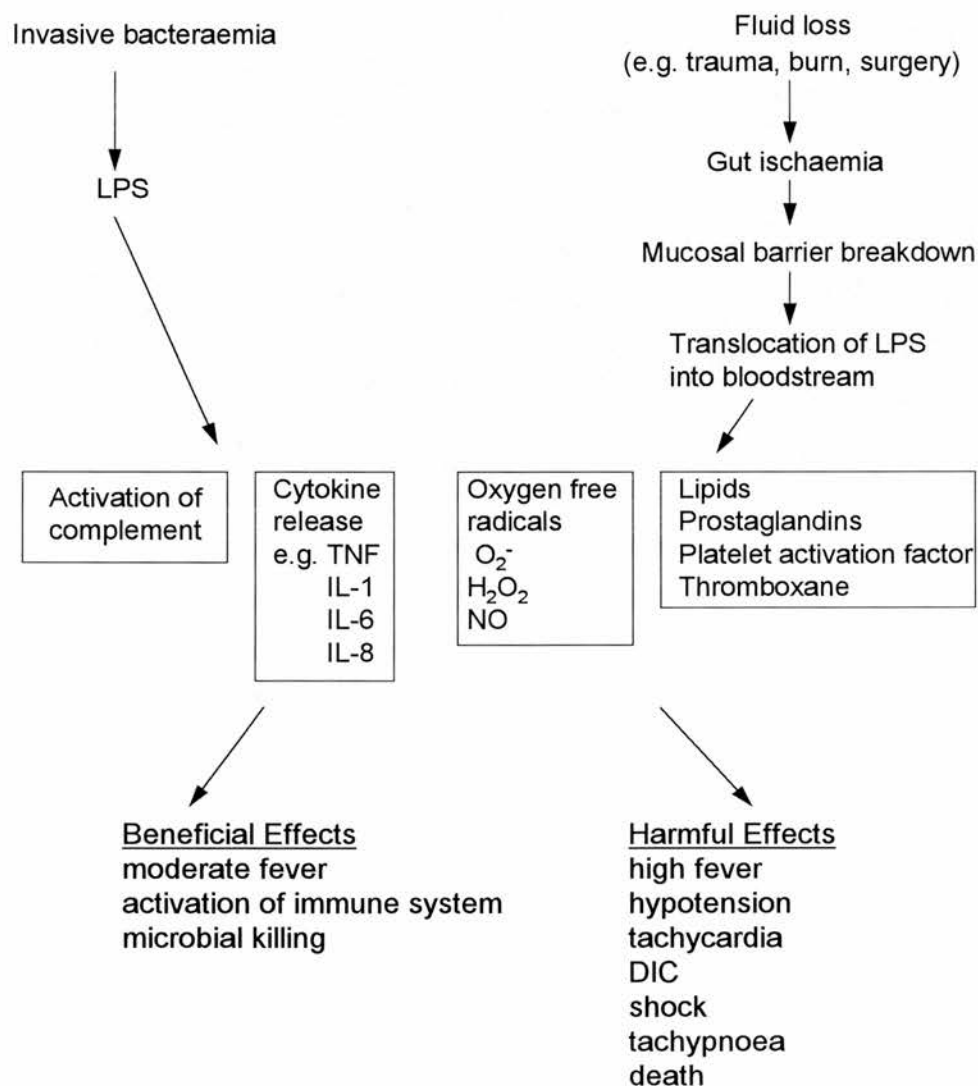 Invasive bacteraemia
LPS
Fluid loss
(e.g. trauma, burn, surgery)
Gut ischaemia
Mucosal barrier breakdown
Translocation of LPS
into bloodstream
Activation of
complement
Cytokine
release
e.g. TNF
IL-1
IL-6
IL-8
Oxygen free
radicals
O₂⁻
H₂O₂
NO
Lipids
Prostaglandins
Platelet activation factor
Thromboxane
Beneficial Effects
moderate fever
activation of immune system
microbial killing
Harmful Effects
high fever
hypotension
tachycardia
DIC
shock
tachypnoea
death